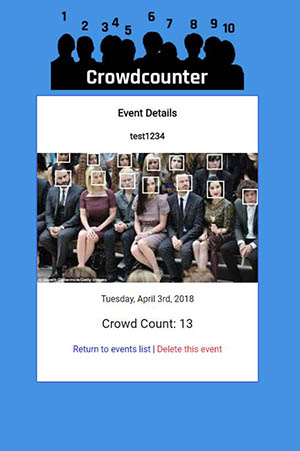 1 2 3 4 5 6 7 8 9 10
Crowdcounter
Event Details
test1234
Tuesday, April 3rd, 2018
Crowd Count: 13
Return to events list | Delete this event